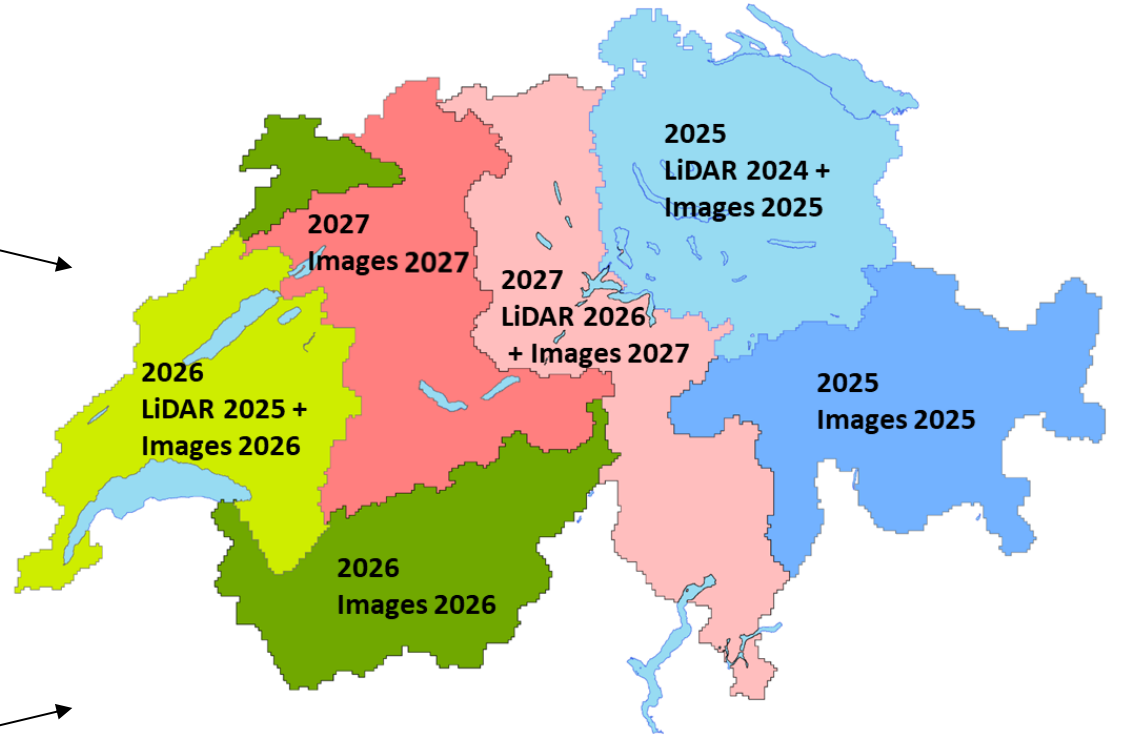 2025
LiDAR 2024 +
Images 2025
2027
Images 2027
2027
LiDAR 2026
+ Images 2027
2026
LiDAR 2025 +
Images 2026
2025
Images 2025
2026
Images 2026